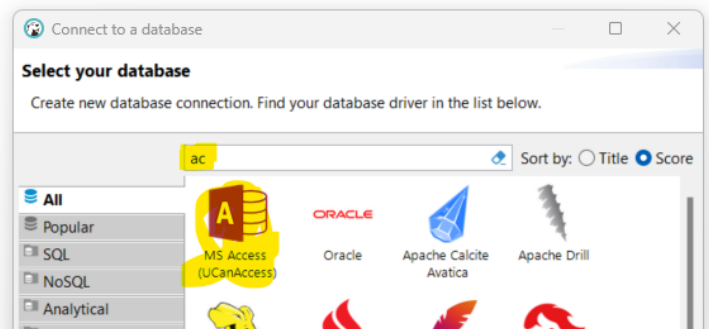 Connect to a database
Select your database
Create new database connection. Find your database driver in the list below.
ac
Sort by: Title Score
All
Popular
SQL
NoSQL
Analytical
A
MS Access
(UCanAccess)
ORACLE
Oracle
Apache Calcite
Avatica
Apache Drill